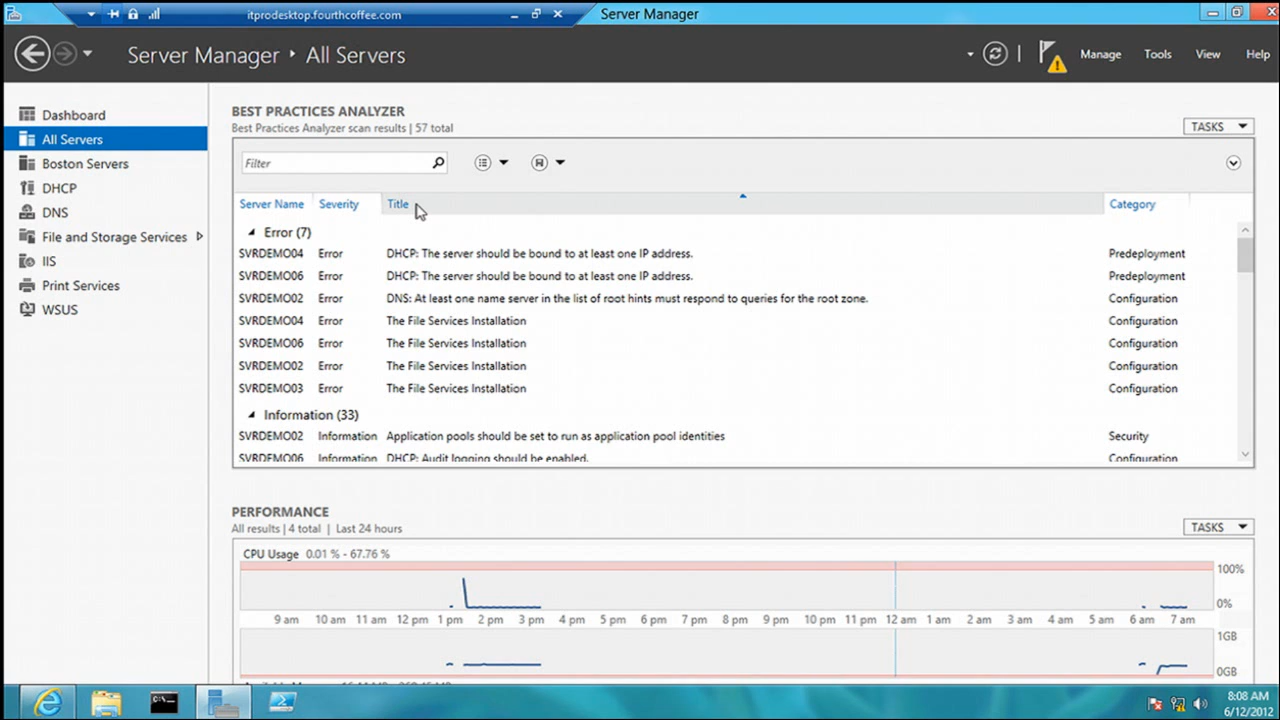 itprodesktop.fourthcoffee.com
Server Manager
Server Manager All Servers
Manage Tools View Help
Dashboard
All Servers
Boston Servers
DHCP
DNS
File and Storage Services
IIS
Print Services
WSUS
BEST PRACTICES ANALYZER
Best Practices Analyzer scan results | 57 total
TASKS
Filter
Server Name Severity Title Category
Error (7)
SVRDEMO04 Error DHCP: The server should be bound to at least one IP address. Predeployment
SVRDEMO06 Error DHCP: The server should be bound to at least one IP address. Predeployment
SVRDEMO02 Error DNS: At least one name server in the list of root hints must respond to queries for the root zone. Configuration
SVRDEMO04 Error The File Services Installation Configuration
SVRDEMO06 Error The File Services Installation Configuration
SVRDEMO02 Error The File Services Installation Configuration
SVRDEMO03 Error The File Services Installation Configuration
Information (33)
SVRDEMO02 Information Application pools should be set to run as application pool identities Security
SVRDEMO06 Information DHCP: Audit logging should be enabled. Configuration
PERFORMANCE
All results | 4 total | Last 24 hours
TASKS
CPU Usage 0.01 % - 67.76 %
100%
0%
9 am 10 am 11 am 12 pm 1 pm 2 pm 3 pm 4 pm 5 pm 6 pm 7 pm 8 pm 9 pm 10 pm 11 pm 12 am 1 am 2 am 3 am 4 am 5 am 6 am 7 am
1GB
0GB
C:\
8:08 AM
6/12/2012